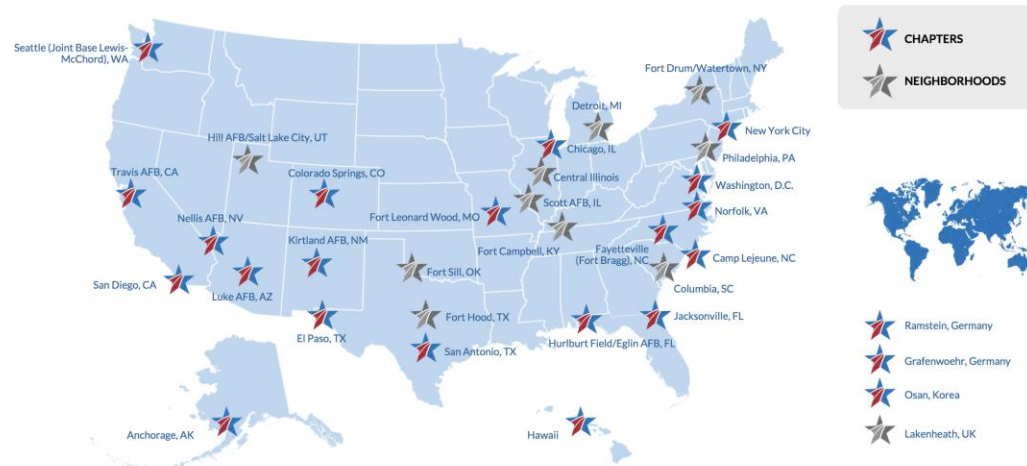 CHAPTERS
NEIGHBORHOODS
Seattle (Joint Base Lewis-
McChord), WA
Fort Drum/Watertown, NY
Detroit, MI
New York City
Hill AFB/Salt Lake City, UT
Chicago, IL
Philadelphia, PA
Travis AFB, CA
Colorado Springs, CO
Central Illinois
Washington, D.C.
Scott AFB, IL
Nellis AFB, NV
Fort Leonard Wood, MO
Norfolk, VA
Kirtland AFB, NM
Fort Campbell, KY
Fayetteville
(Fort Bragg), NC
Camp Lejeune, NC
Fort Sill, OK
San Diego, CA
Luke AFB, AZ
Columbia, SC
Fort Hood, TX
Jacksonville, FL
El Paso, TX
Hurlburt Field/Eglin AFB, FL
San Antonio, TX
Anchorage, AK
Hawaii
Ramstein, Germany
Grafenwoehr, Germany
Osan, Korea
Lakenheath, UK